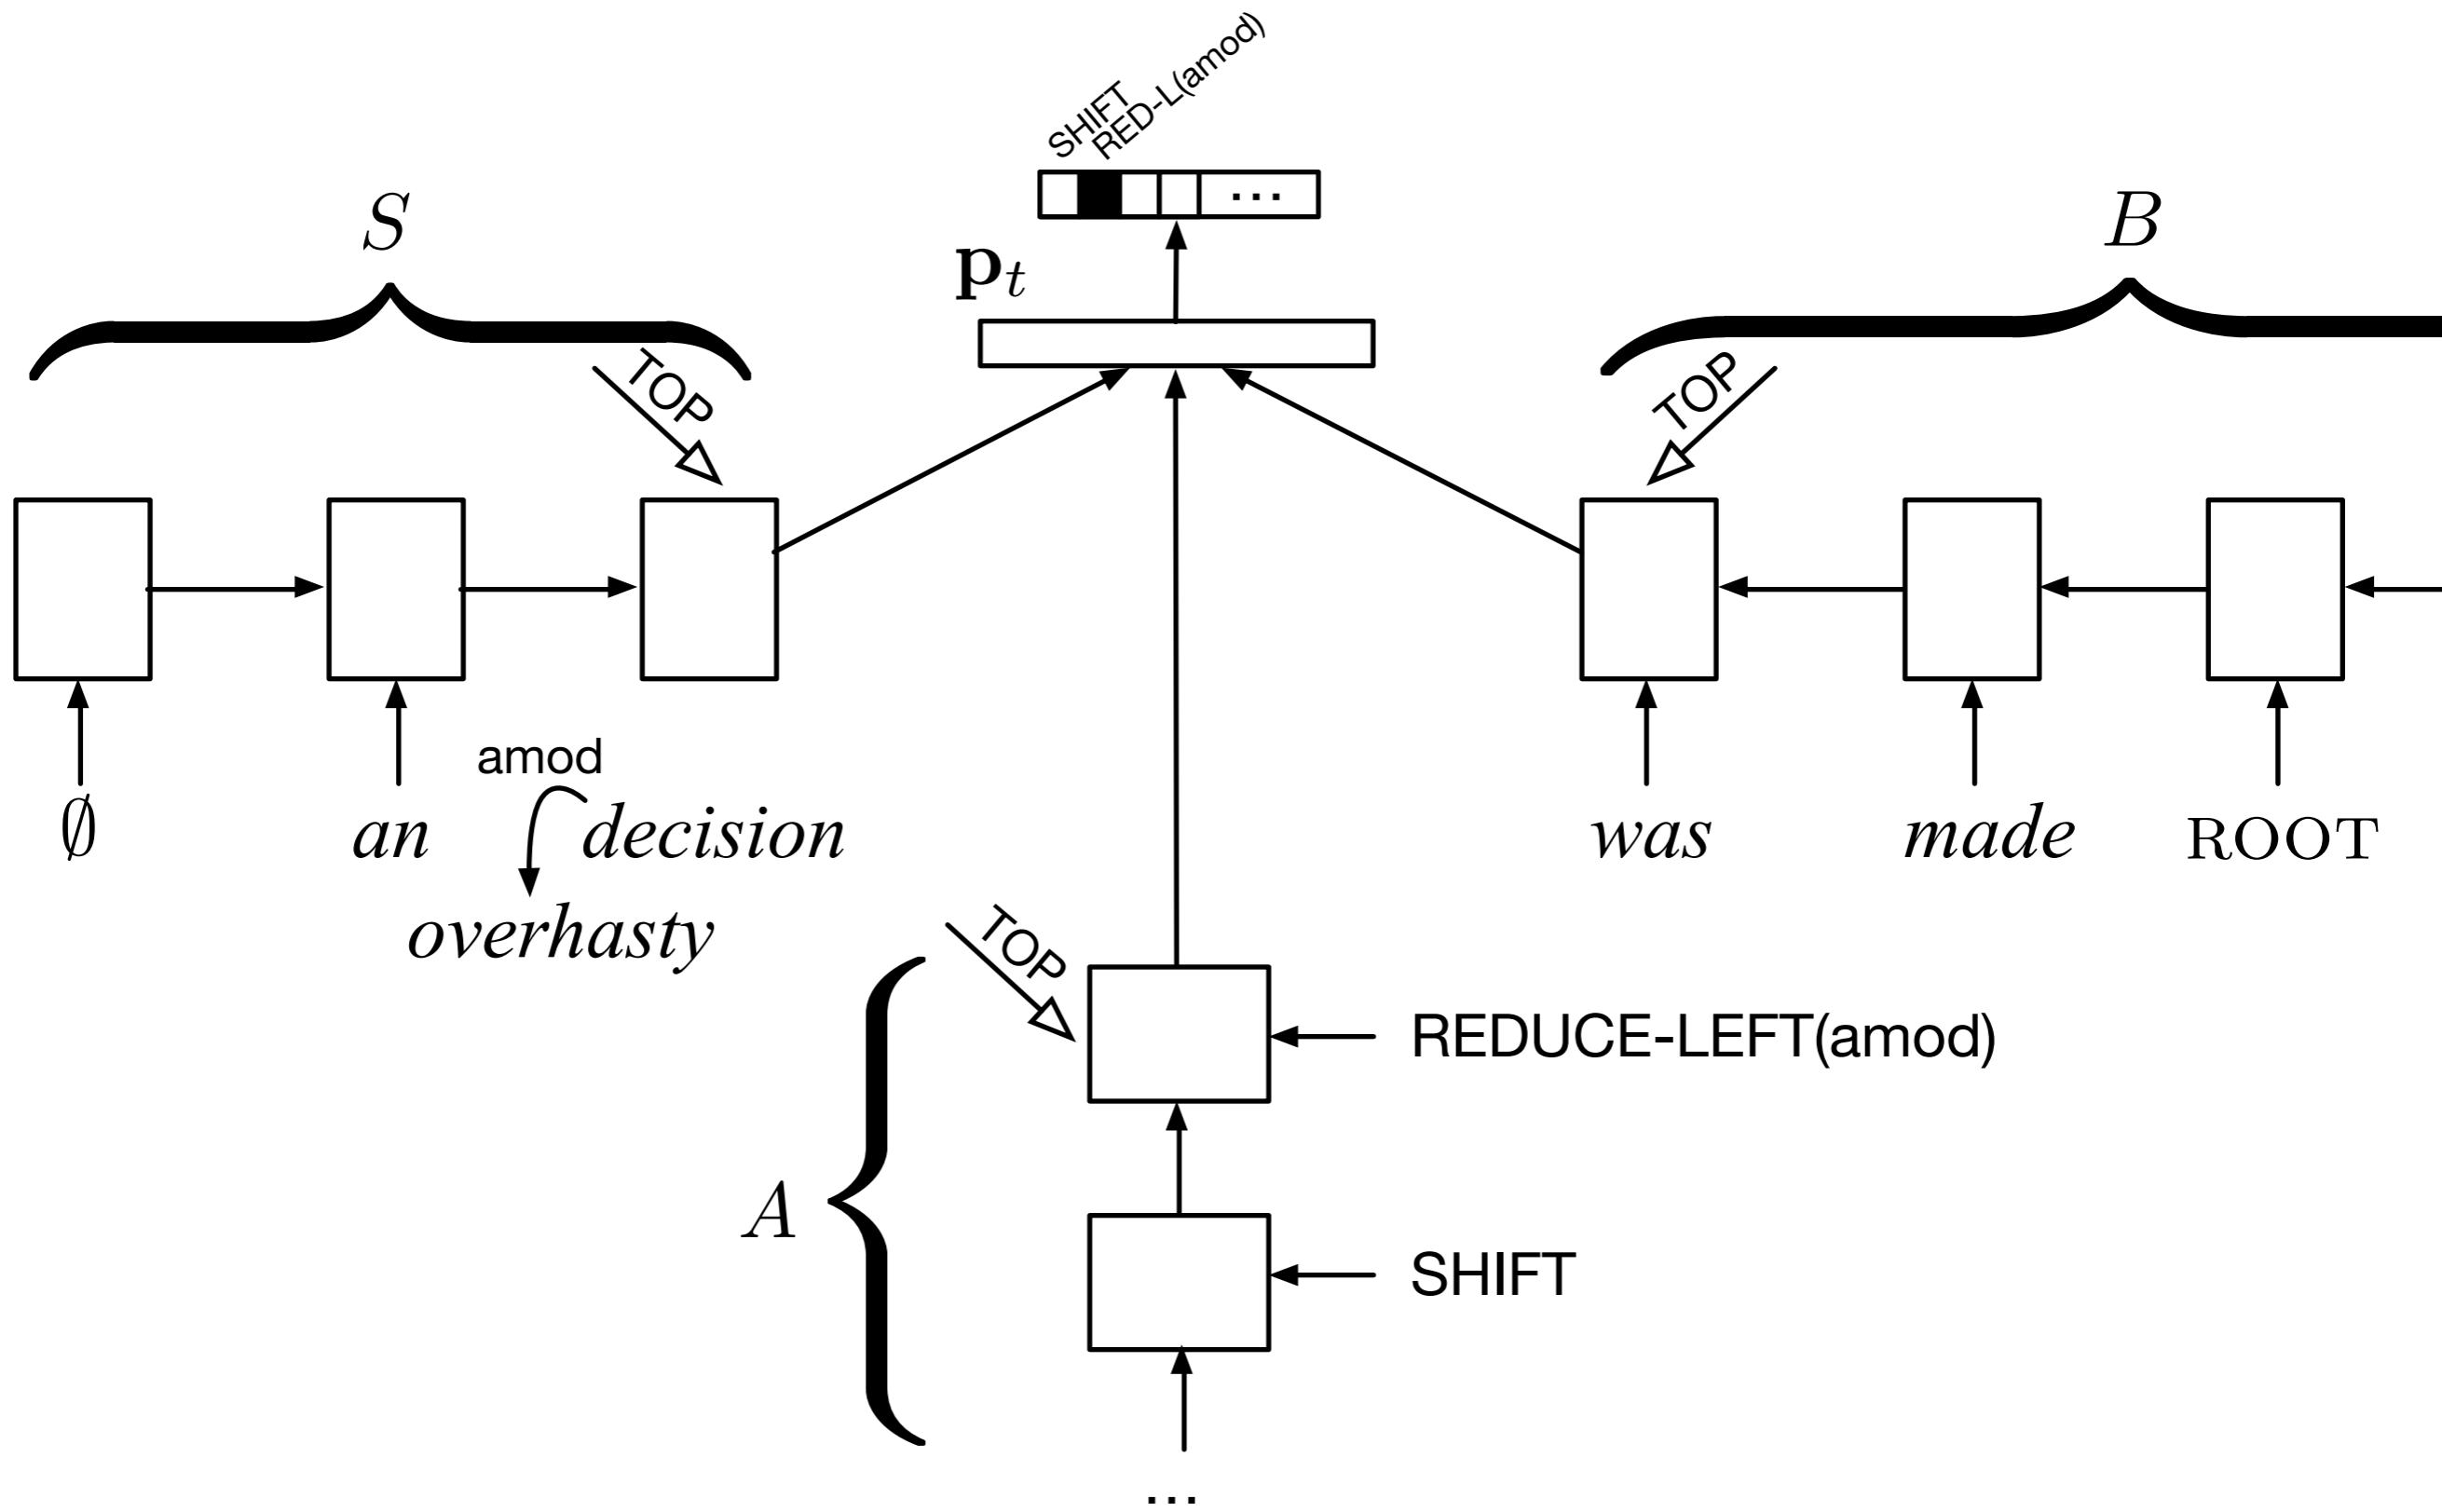 SHIFT
RED-L(amod)
...
S
p_t
B
TOP
TOP
amod
∅
an
decision
overhasty
was
made
ROOT
TOP
REDUCE-LEFT(amod)
A
SHIFT
...